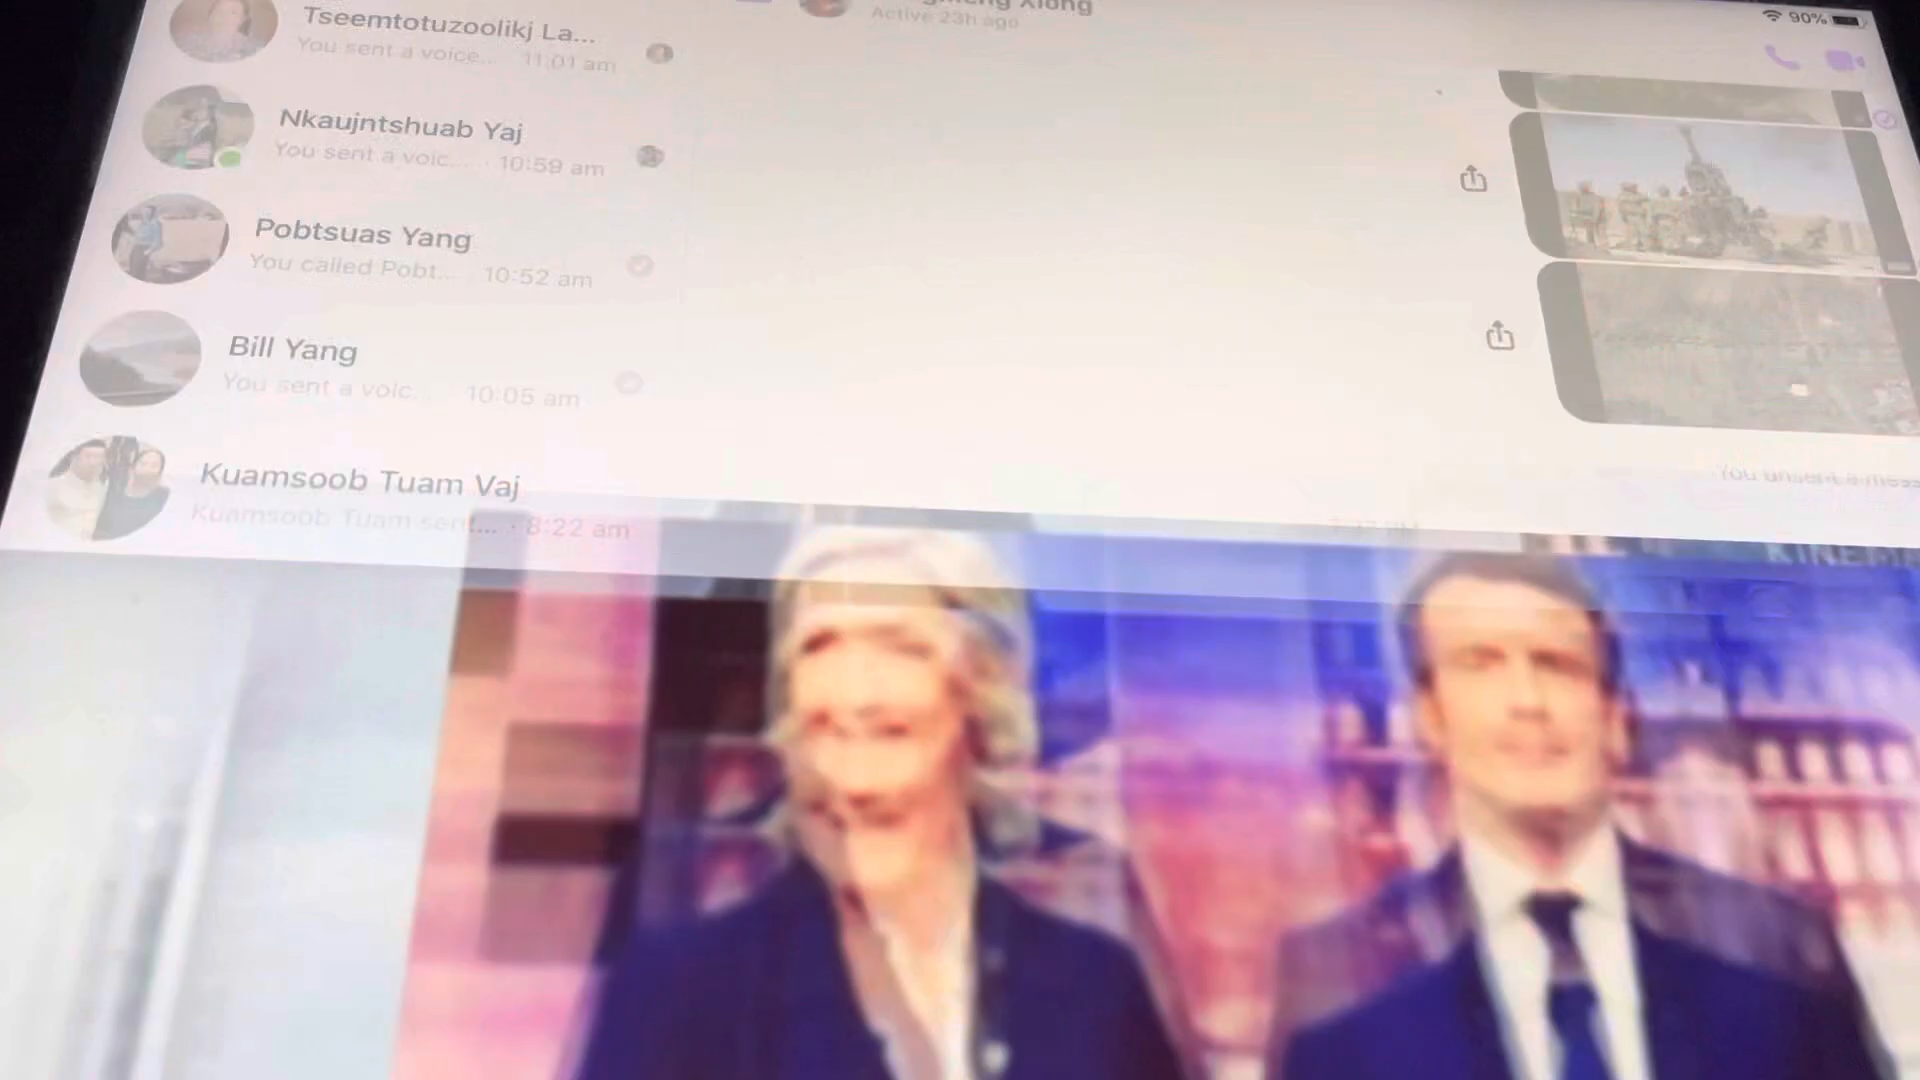 Tseemtotuzoolikj La...
You sent a voice... 11:01 am
Active 23h ago
90%
Nkaujntshuab Yaj
You sent a voic... · 10:59 am
Pobtsuas Yang
You called Pobt... · 10:52 am
Bill Yang
You sent a voic... · 10:05 am
Kuamsoob Tuam Vaj
Kuamsoob Tuam sent... · 8:22 am
You unsent a